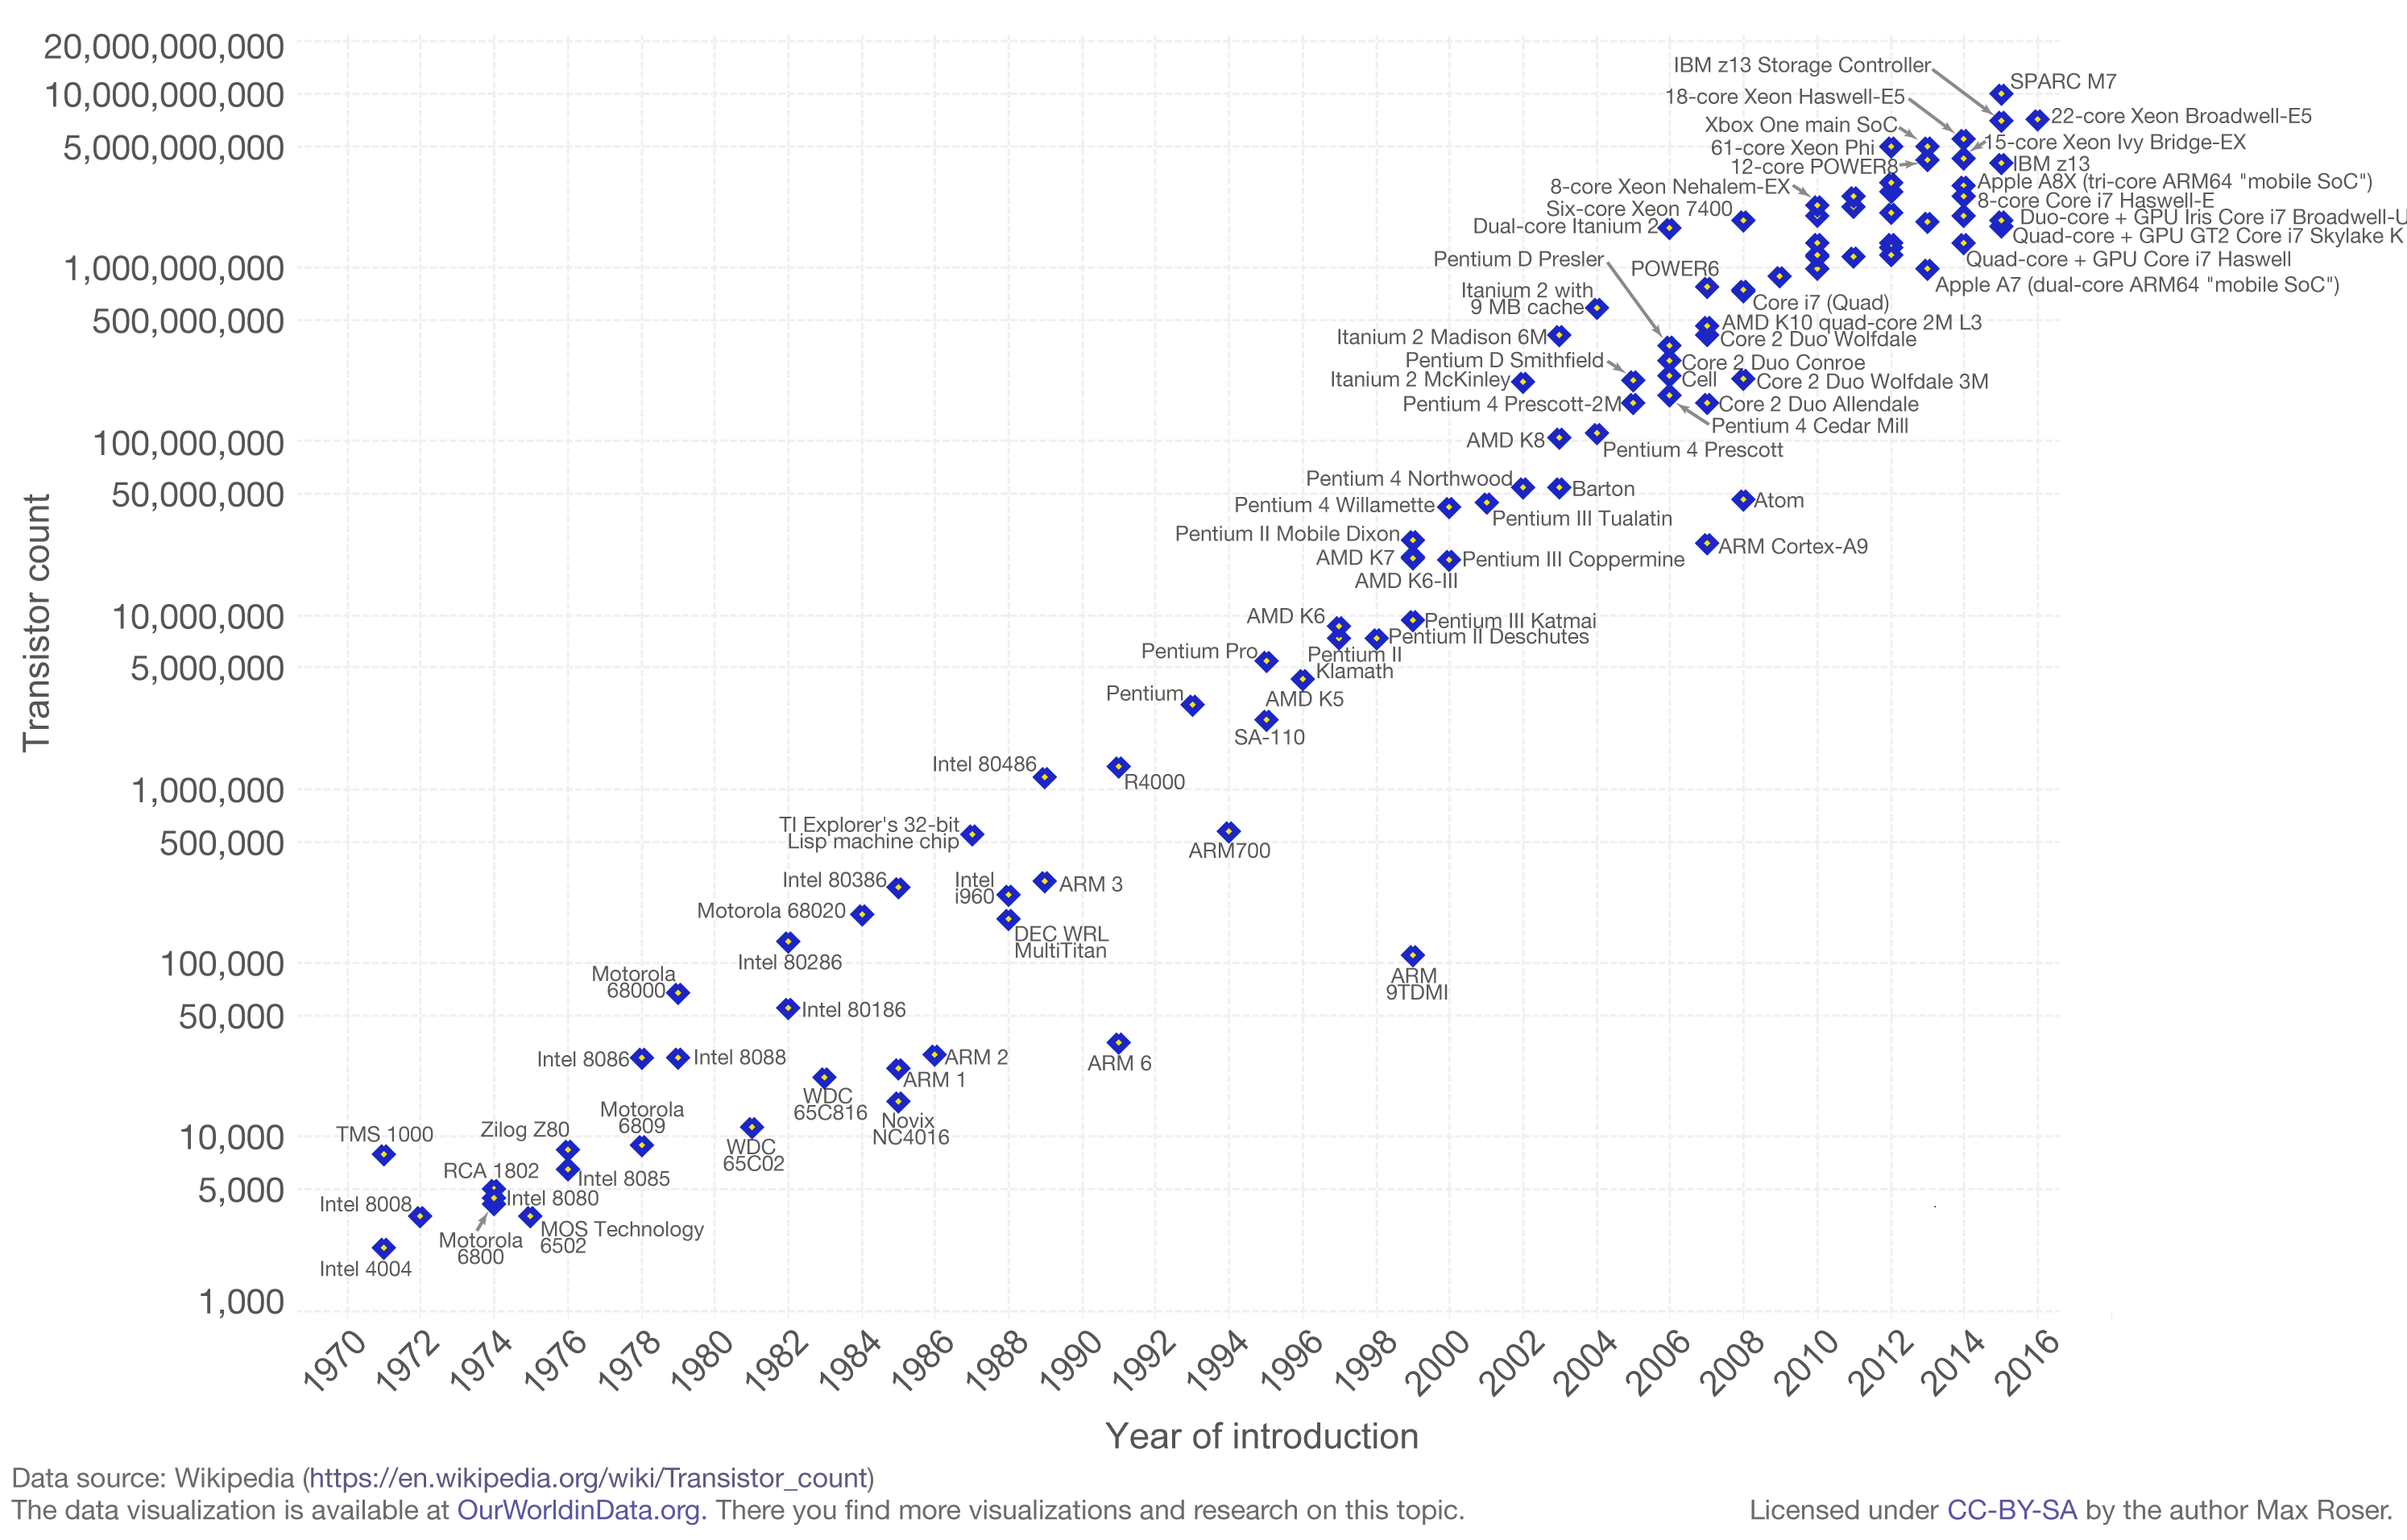 20,000,000,000
10,000,000,000
5,000,000,000
1,000,000,000
500,000,000
100,000,000
50,000,000
10,000,000
5,000,000
1,000,000
500,000
100,000
50,000
10,000
5,000
1,000
Transistor count
IBM z13 Storage Controller
SPARC M7
18-core Xeon Haswell-E5
22-core Xeon Broadwell-E5
Xbox One main SoC
61-core Xeon Phi
15-core Xeon Ivy Bridge-EX
12-core POWER8
IBM z13
8-core Xeon Nehalem-EX
Apple A8X (tri-core ARM64 "mobile SoC")
8-core Core i7 Haswell-E
Six-core Xeon 7400
Duo-core + GPU Iris Core i7 Broadwell-U
Dual-core Itanium 2
Quad-core + GPU GT2 Core i7 Skylake K
Pentium D Presler
POWER6
Quad-core + GPU Core i7 Haswell
Apple A7 (dual-core ARM64 "mobile SoC")
Itanium 2 with
9 MB cache
Core i7 (Quad)
AMD K10 quad-core 2M L3
Itanium 2 Madison 6M
Core 2 Duo Wolfdale
Pentium D Smithfield
Core 2 Duo Conroe
Itanium 2 McKinley
Cell
Core 2 Duo Wolfdale 3M
Pentium 4 Prescott-2M
Core 2 Duo Allendale
Pentium 4 Cedar Mill
AMD K8
Pentium 4 Prescott
Pentium 4 Northwood
Barton
Pentium 4 Willamette
Atom
Pentium III Tualatin
Pentium II Mobile Dixon
ARM Cortex-A9
AMD K7
Pentium III Coppermine
AMD K6-III
AMD K6
Pentium III Katmai
Pentium II Deschutes
Pentium Pro
Pentium II
Klamath
Pentium
AMD K5
SA-110
Intel 80486
R4000
TI Explorer's 32-bit
Lisp machine chip
ARM700
Intel 80386
Intel
i960
ARM 3
Motorola 68020
DEC WRL
MultiTitan
Intel 80286
Motorola
68000
ARM
9TDMI
Intel 80186
Intel 8086
Intel 8088
ARM 2
ARM 6
ARM 1
WDC
65C816
Motorola
6809
Novix
NC4016
TMS 1000
Zilog Z80
WDC
65C02
RCA 1802
Intel 8085
Intel 8008
Intel 8080
MOS Technology
6502
Motorola
6800
Intel 4004
1970
1972
1974
1976
1978
1980
1982
1984
1986
1988
1990
1992
1994
1996
1998
2000
2002
2004
2006
2008
2010
2012
2014
2016
Year of introduction
Data source: Wikipedia (https://en.wikipedia.org/wiki/Transistor_count)
The data visualization is available at OurWorldinData.org. There you find more visualizations and research on this topic.
Licensed under CC-BY-SA by the author Max Roser.